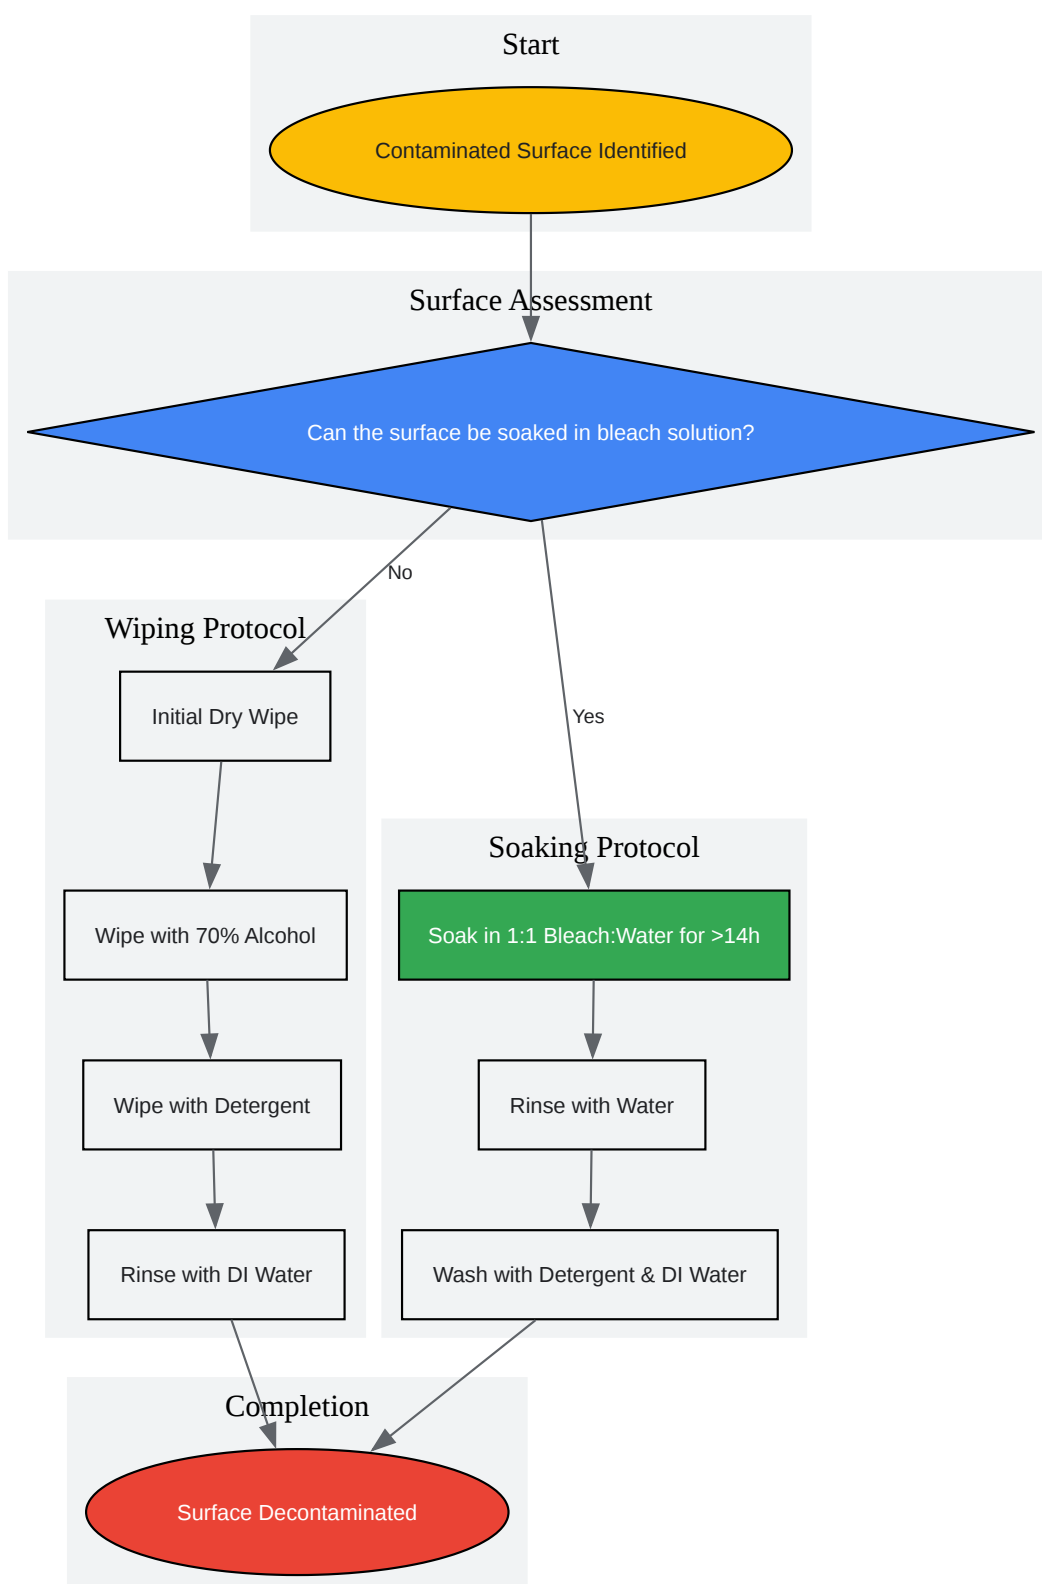 Start
Contaminated Surface Identified
Surface Assessment
Can the surface be soaked in bleach solution?
No
Yes
Wiping Protocol
Initial Dry Wipe
Wipe with 70% Alcohol
Wipe with Detergent
Rinse with DI Water
Soaking Protocol
Soak in 1:1 Bleach:Water for >14h
Rinse with Water
Wash with Detergent & DI Water
Completion
Surface Decontaminated